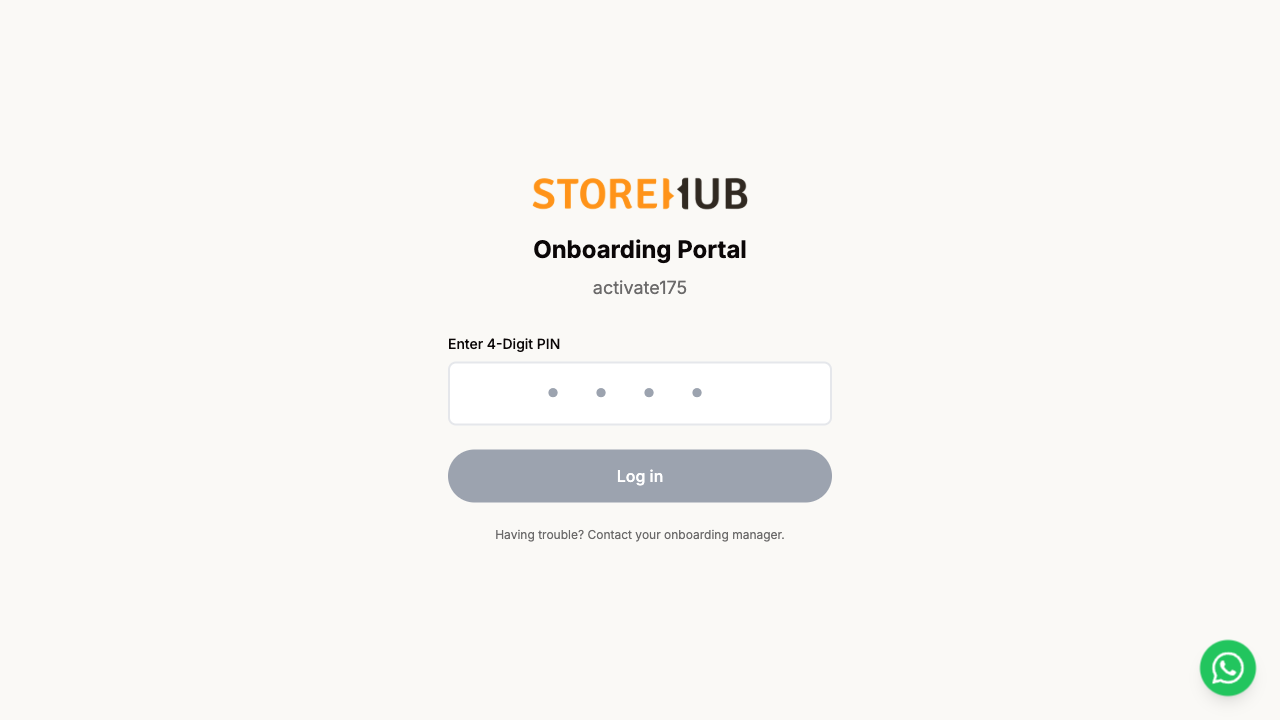 STOREHUB
Onboarding Portal
activate175
Enter 4-Digit PIN
Log in
Having trouble? Contact your onboarding manager.